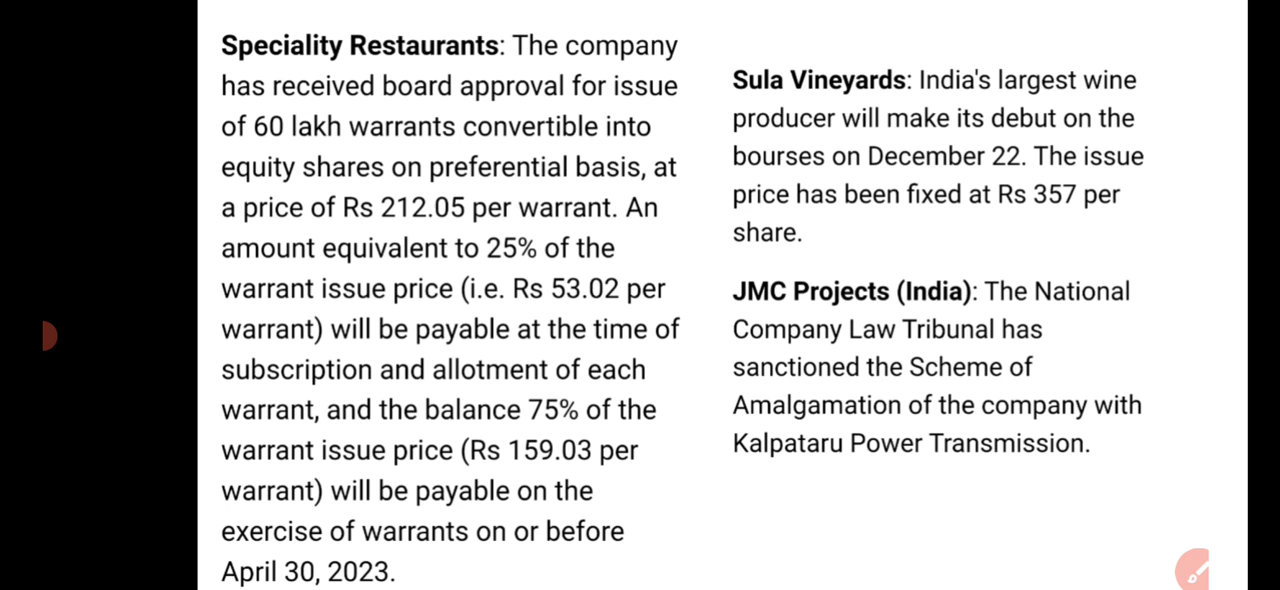 Speciality Restaurants: The company
has received board approval for issue
of 60 lakh warrants convertible into
equity shares on preferential basis, at
a price of Rs 212.05 per warrant. An
amount equivalent to 25% of the
warrant issue price (i.e. Rs 53.02 per
warrant) will be payable at the time of
subscription and allotment of each
warrant, and the balance 75% of the
warrant issue price (Rs 159.03 per
warrant) will be payable on the
exercise of warrants on or before
April 30, 2023.
Sula Vineyards: India's largest wine
producer will make its debut on the
bourses on December 22. The issue
price has been fixed at Rs 357 per
share.
JMC Projects (India): The National
Company Law Tribunal has
sanctioned the Scheme of
Amalgamation of the company with
Kalpataru Power Transmission.